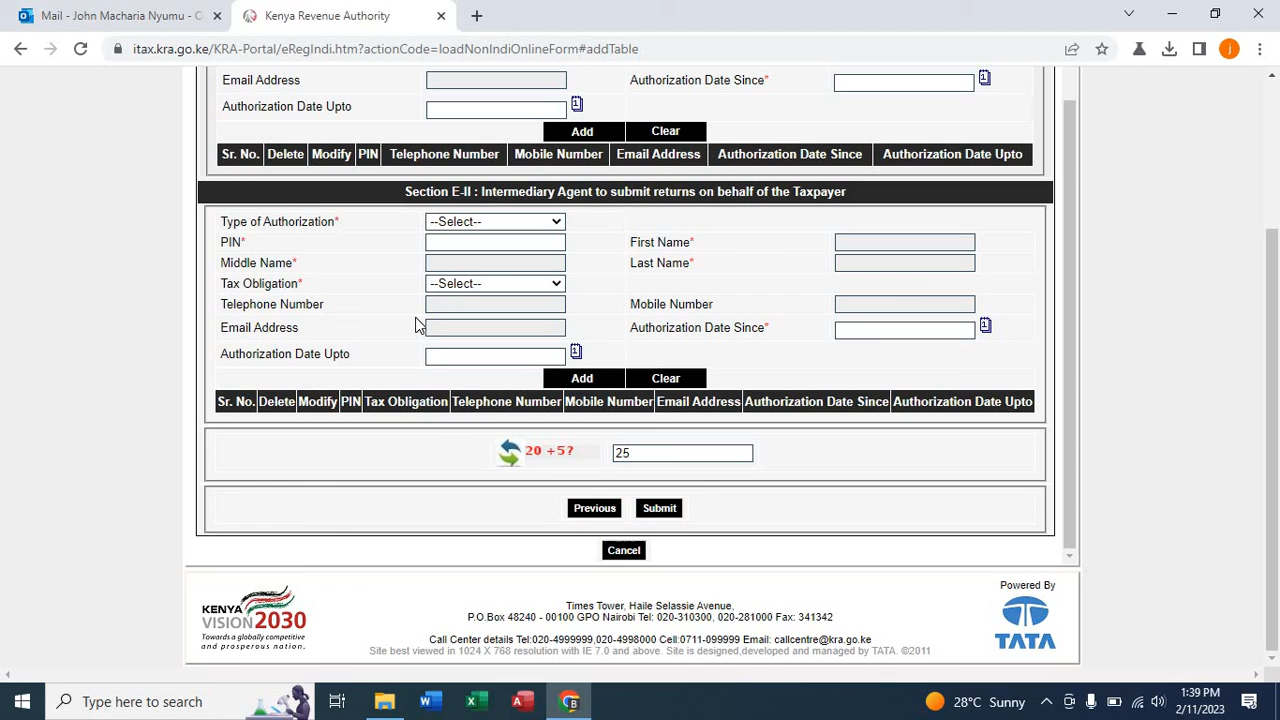 Mail - John Macharia Nyumu - O
Kenya Revenue Authority
itax.kra.go.ke/KRA-Portal/eRegIndi.htm?actionCode=loadNonIndiOnlineForm#addTable
j
Email Address
Authorization Date Since*
Authorization Date Upto
Add Clear
Sr. No. Delete Modify PIN Telephone Number Mobile Number Email Address Authorization Date Since Authorization Date Upto
Section E-II : Intermediary Agent to submit returns on behalf of the Taxpayer
Type of Authorization* --Select--
PIN* First Name*
Middle Name* Last Name*
Tax Obligation* --Select--
Telephone Number Mobile Number
Email Address Authorization Date Since*
Authorization Date Upto
Add Clear
Sr. No. Delete Modify PIN Tax Obligation Telephone Number Mobile Number Email Address Authorization Date Since Authorization Date Upto
20 +5? 25
Previous Submit
Cancel
KENYA
VISION 2030
Towards a globally competitive
and prosperous nation.
Times Tower, Haile Selassie Avenue,
P.O.Box 48240 - 00100 GPO Nairobi Tel: 020-310300, 020-281000 Fax: 341342
Call Center details Tel:020-4999999,020-4998000 Cell:0711-099999 Email: callcentre@kra.go.ke
Site best viewed in 1024 X 768 resolution with IE 7.0 and above. Site is designed,developed and managed by TATA. ©2011
Powered By
TATA
Type here to search
28°C Sunny
1:39 PM
2/11/2023